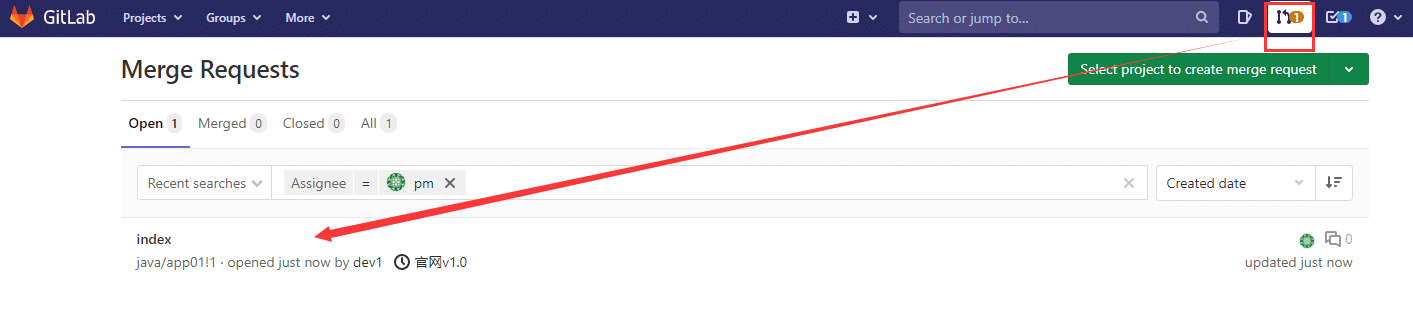 GitLab Projects Groups More Search or jump to... 1 1
Merge Requests Select project to create merge request
Open 1 Merged 0 Closed 0 All 1
Recent searches Assignee = pm Created date
index 0
java/app01!1 · opened just now by dev1 官网v1.0 updated just now